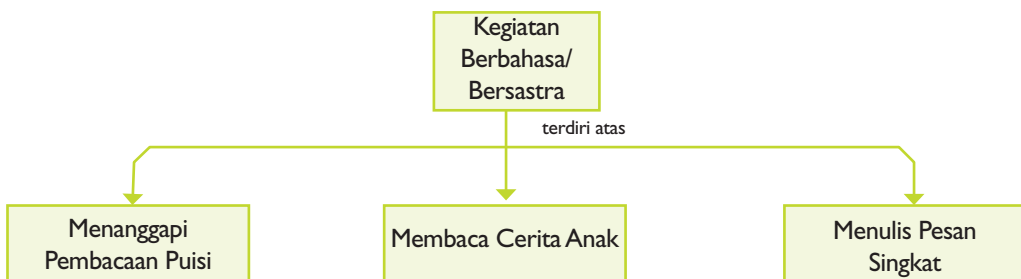 Kegiatan
Berbahasa/
Bersastra
terdiri atas
Menanggapi
Pembacaan Puisi
Membaca Cerita Anak
Menulis Pesan
Singkat